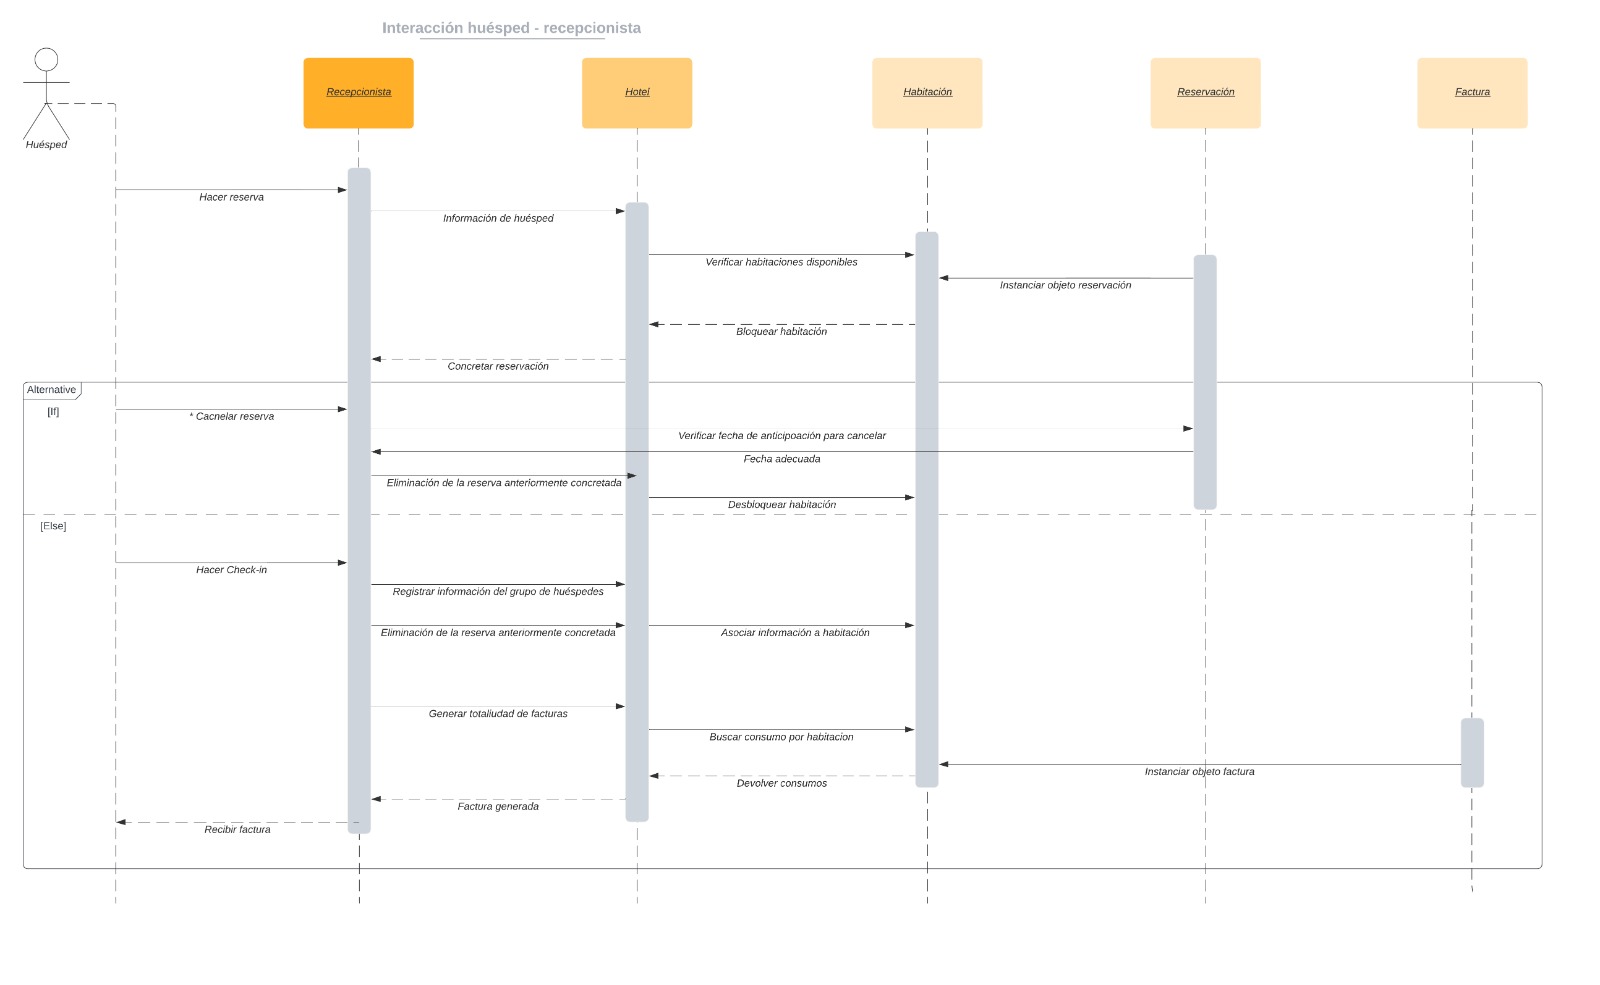 Interacción huésped - recepcionista
Huésped
Recepcionista
Hotel
Habitación
Reservación
Factura
Hacer reserva
Información de huésped
Verificar habitaciones disponibles
Instanciar objeto reservación
Bloquear habitación
Concretar reservación
Alternative
[If]
* Cacnelar reserva
Verificar fecha de anticipoación para cancelar
Fecha adecuada
Eliminación de la reserva anteriormente concretada
Desbloquear habitación
[Else]
Hacer Check-in
Registrar información del grupo de huéspedes
Eliminación de la reserva anteriormente concretada
Asociar información a habitación
Generar totaliudad de facturas
Buscar consumo por habitacion
Instanciar objeto factura
Devolver consumos
Factura generada
Recibir factura